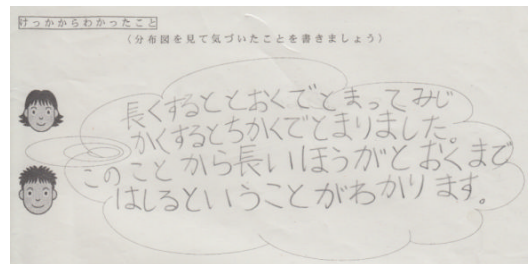 けっかからわかったこと
(分布図を見て気づいたことを書きましょう)
長くするととおくでとまってみじ
かくするとちかくでとまりました。
このことから長いほうがとおくまで
はしるということがわかります。